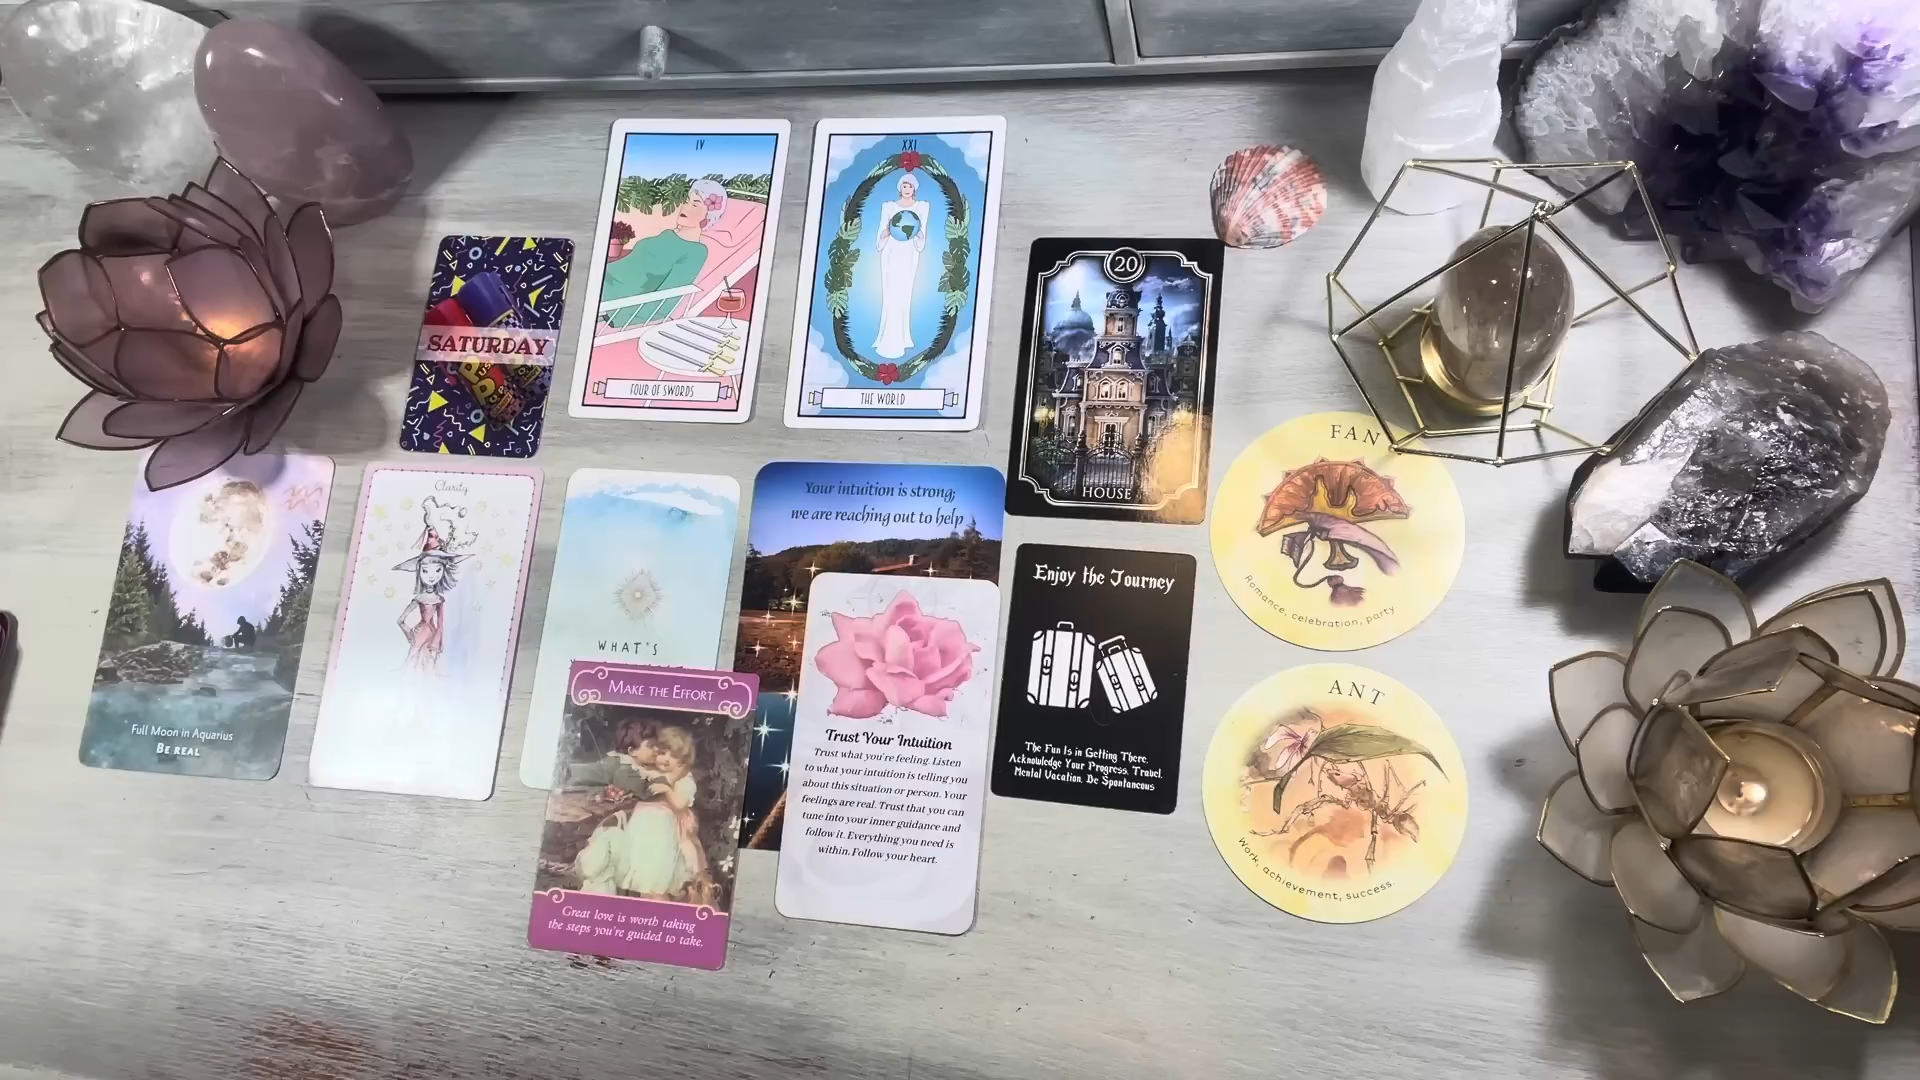 IV
FOUR OF SWORDS
XXI
THE WORLD
SATURDAY
20
HOUSE
FAN
Romance, celebration, party
Full Moon in Aquarius
BE REAL
Clarity
WHAT'S
MAKE THE EFFORT
Great love is worth taking
the steps you're guided to take.
Your intuition is strong;
we are reaching out to help
Trust Your Intuition
Trust what you're feeling. Listen
to what your intuition is telling you
about this situation or person. Your
feelings are real. Trust that you can
tune into your inner guidance and
follow it. Everything you need is
within. Follow your heart.
Enjoy the Journey
The Fun Is in Getting There.
Acknowledge Your Progress. Travel.
Mental Vacation. Be Spontaneous
ANT
Work, achievement, success.